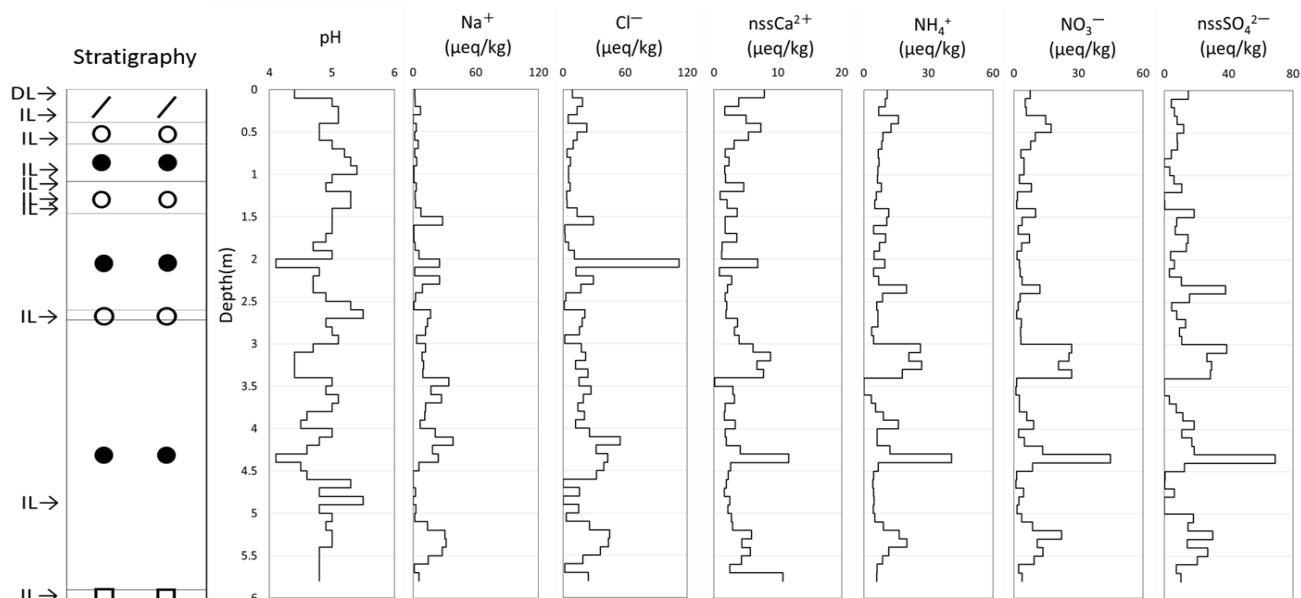 Stratigraphy
DL→
IL→
IL→
IL→
IL→
IL→
IL→
IL→
IL→
IL→
Depth(m)
0
0.5
1
1.5
2
2.5
3
3.5
4
4.5
5
5.5
6
pH
4 5 6
Na⁺
(μeq/kg)
0 60 120
Cl⁻
(μeq/kg)
0 60 120
nssCa²⁺
(μeq/kg)
0 10 20
NH₄⁺
(μeq/kg)
0 30 60
NO₃⁻
(μeq/kg)
0 30 60
nssSO₄²⁻
(μeq/kg)
0 40 80